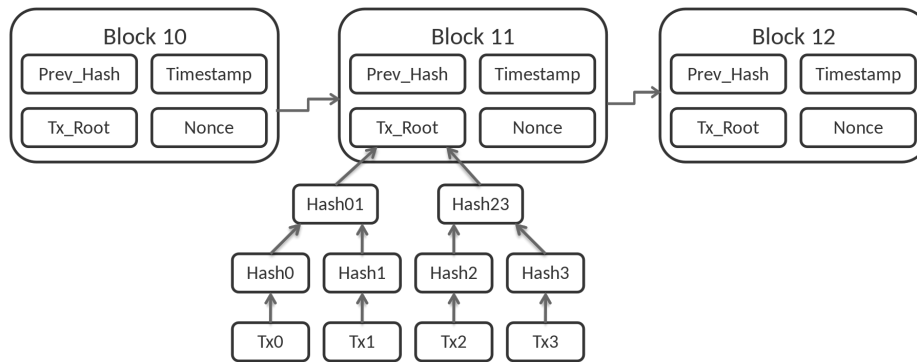 Block 10 Block 11 Block 12
Prev_Hash Timestamp Prev_Hash Timestamp Prev_Hash Timestamp
Tx_Root Nonce Tx_Root Nonce Tx_Root Nonce
Hash01 Hash23
Hash0 Hash1 Hash2 Hash3
Tx0 Tx1 Tx2 Tx3